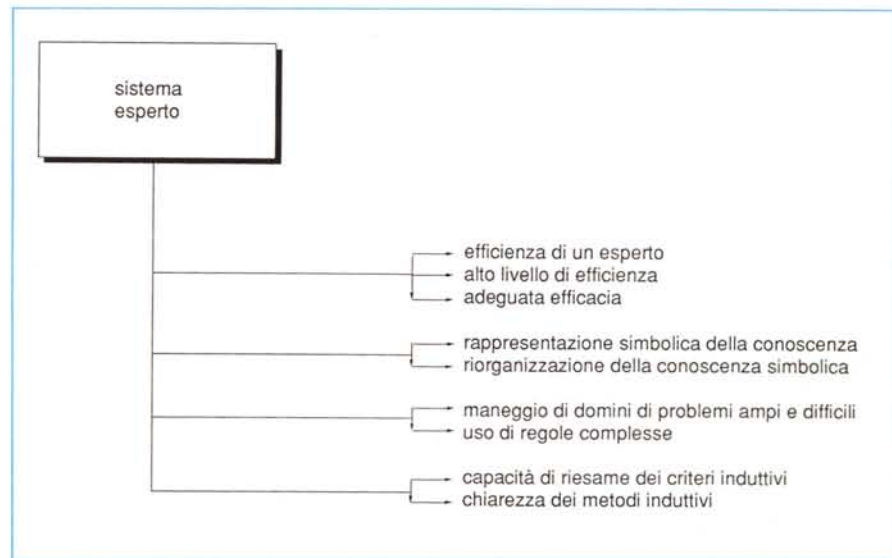 sistema
esperto
efficienza di un esperto
alto livello di efficienza
adeguata efficacia
rappresentazione simbolica della conoscenza
riorganizzazione della conoscenza simbolica
maneggio di domini di problemi ampi e difficili
uso di regole complesse
capacità di riesame dei criteri induttivi
chiarezza dei metodi induttivi